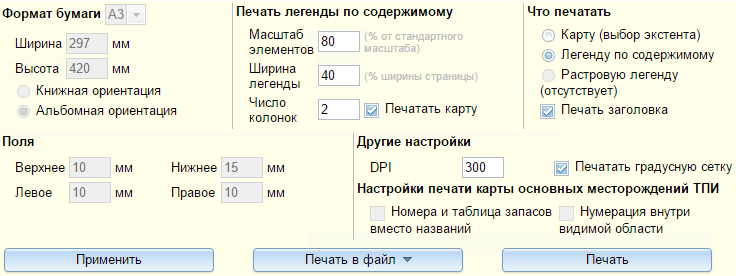 Формат бумаги А3
Ширина 297 мм
Высота 420 мм
Книжная ориентация
Альбомная ориентация
Печать легенды по содержимому
Масштаб элементов 80 (% от стандартного масштаба)
Ширина легенды 40 (% ширины страницы)
Число колонок 2 Печатать карту
Что печатать
Карту (выбор экстента)
Легенду по содержимому
Растровую легенду
(отсутствует)
Печать заголовка
Поля
Верхнее 10 мм Нижнее 15 мм
Левое 10 мм Правое 10 мм
Другие настройки
DPI 300 Печатать градусную сетку
Настройки печати карты основных месторождений ТПИ
Номера и таблица запасов
вместо названий
Нумерация внутри
видимой области
Применить Печать в файл Печать